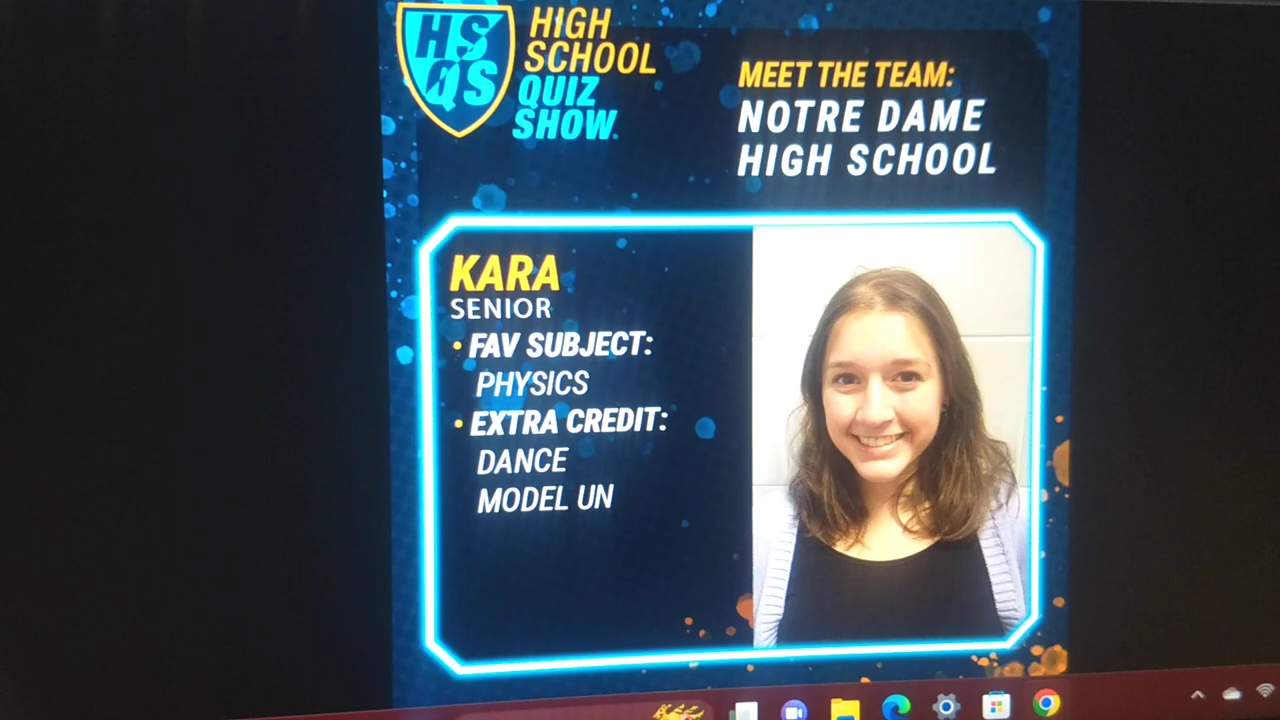 HS
QS
HIGH
SCHOOL
QUIZ
SHOW.
MEET THE TEAM:
NOTRE DAME
HIGH SCHOOL
KARA
SENIOR
• FAV SUBJECT:
PHYSICS
• EXTRA CREDIT:
DANCE
MODEL UN